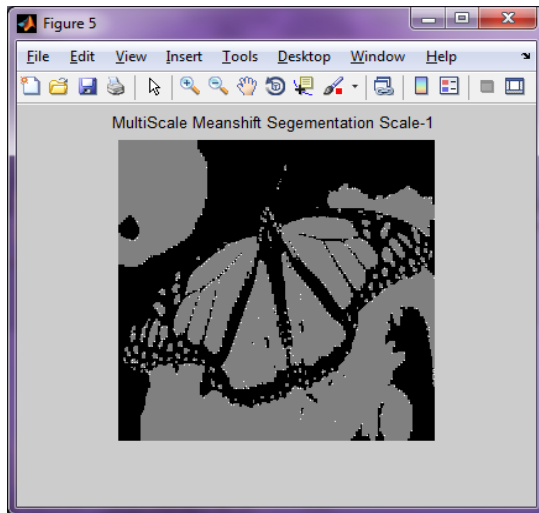 Figure 5
File Edit View Insert Tools Desktop Window Help
MultiScale Meanshift Segementation Scale-1